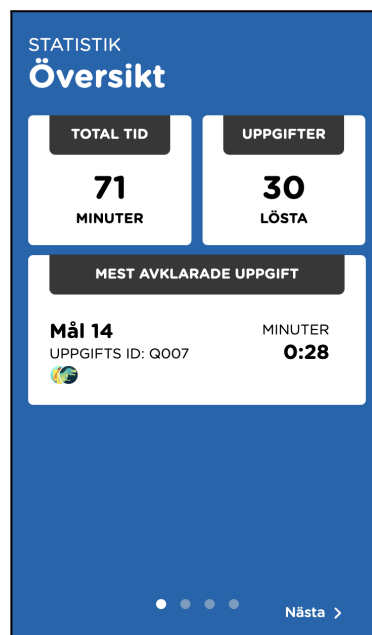 STATISTIK
Översikt
TOTAL TID
71
MINUTER
UPPGIFTER
30
LÖSTA
MEST AVKLARADE UPPGIFT
Mål 14
UPPGIFTS ID: Q007
MINUTER
0:28
Nästa